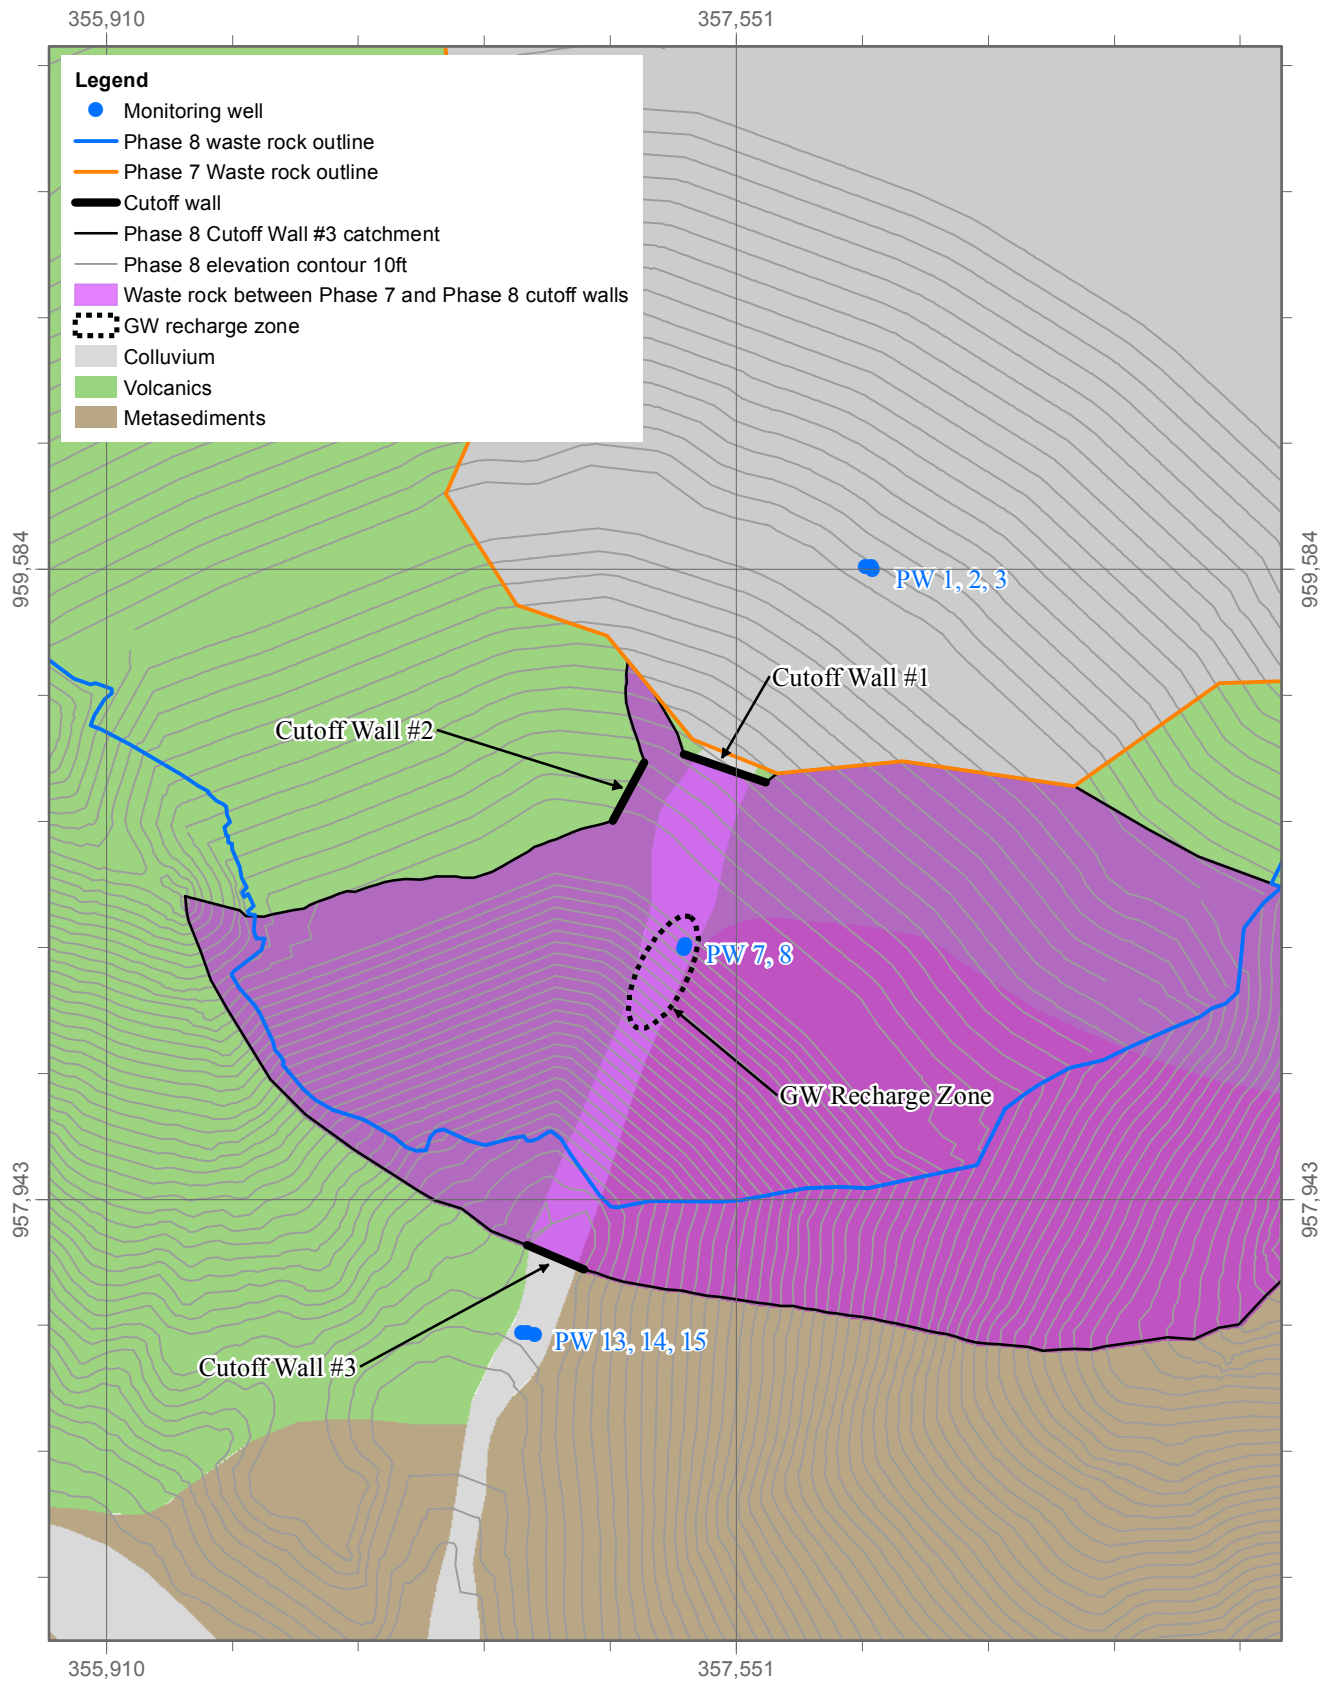 355,910
357,551
Legend
Monitoring well
Phase 8 waste rock outline
Phase 7 Waste rock outline
Cutoff wall
Phase 8 Cutoff Wall #3 catchment
Phase 8 elevation contour 10ft
Waste rock between Phase 7 and Phase 8 cutoff walls
GW recharge zone
Colluvium
Volcanics
Metasediments
959,584
959,584
PW 1, 2, 3
Cutoff Wall #1
Cutoff Wall #2
PW 7, 8
GW Recharge Zone
957,943
957,943
PW 13, 14, 15
Cutoff Wall #3
355,910
357,551